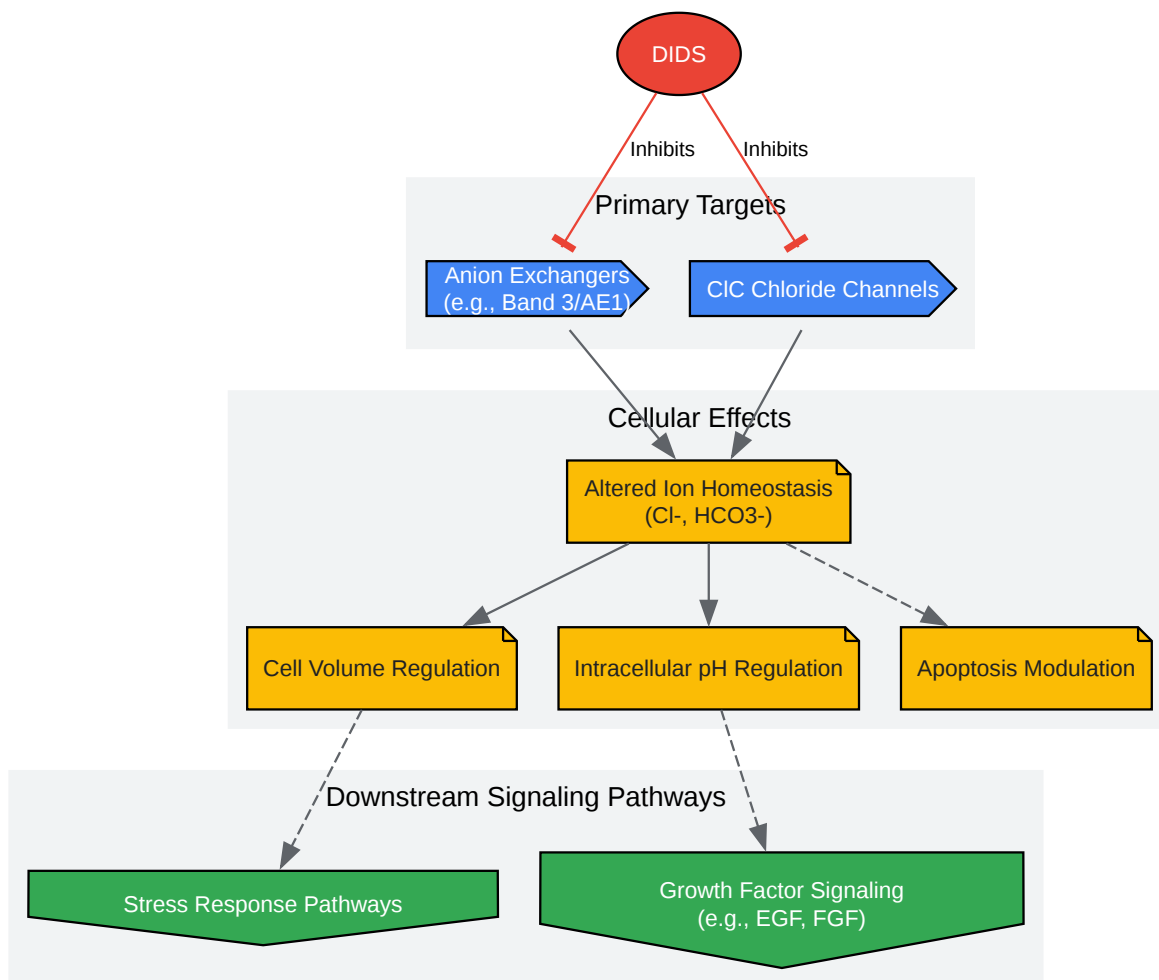 DIDS
Inhibits
Inhibits
Primary Targets
Anion Exchangers
(e.g., Band 3/AE1)
ClC Chloride Channels
Cellular Effects
Altered Ion Homeostasis
(Cl-, HCO3-)
Cell Volume Regulation
Intracellular pH Regulation
Apoptosis Modulation
Downstream Signaling Pathways
Stress Response Pathways
Growth Factor Signaling
(e.g., EGF, FGF)